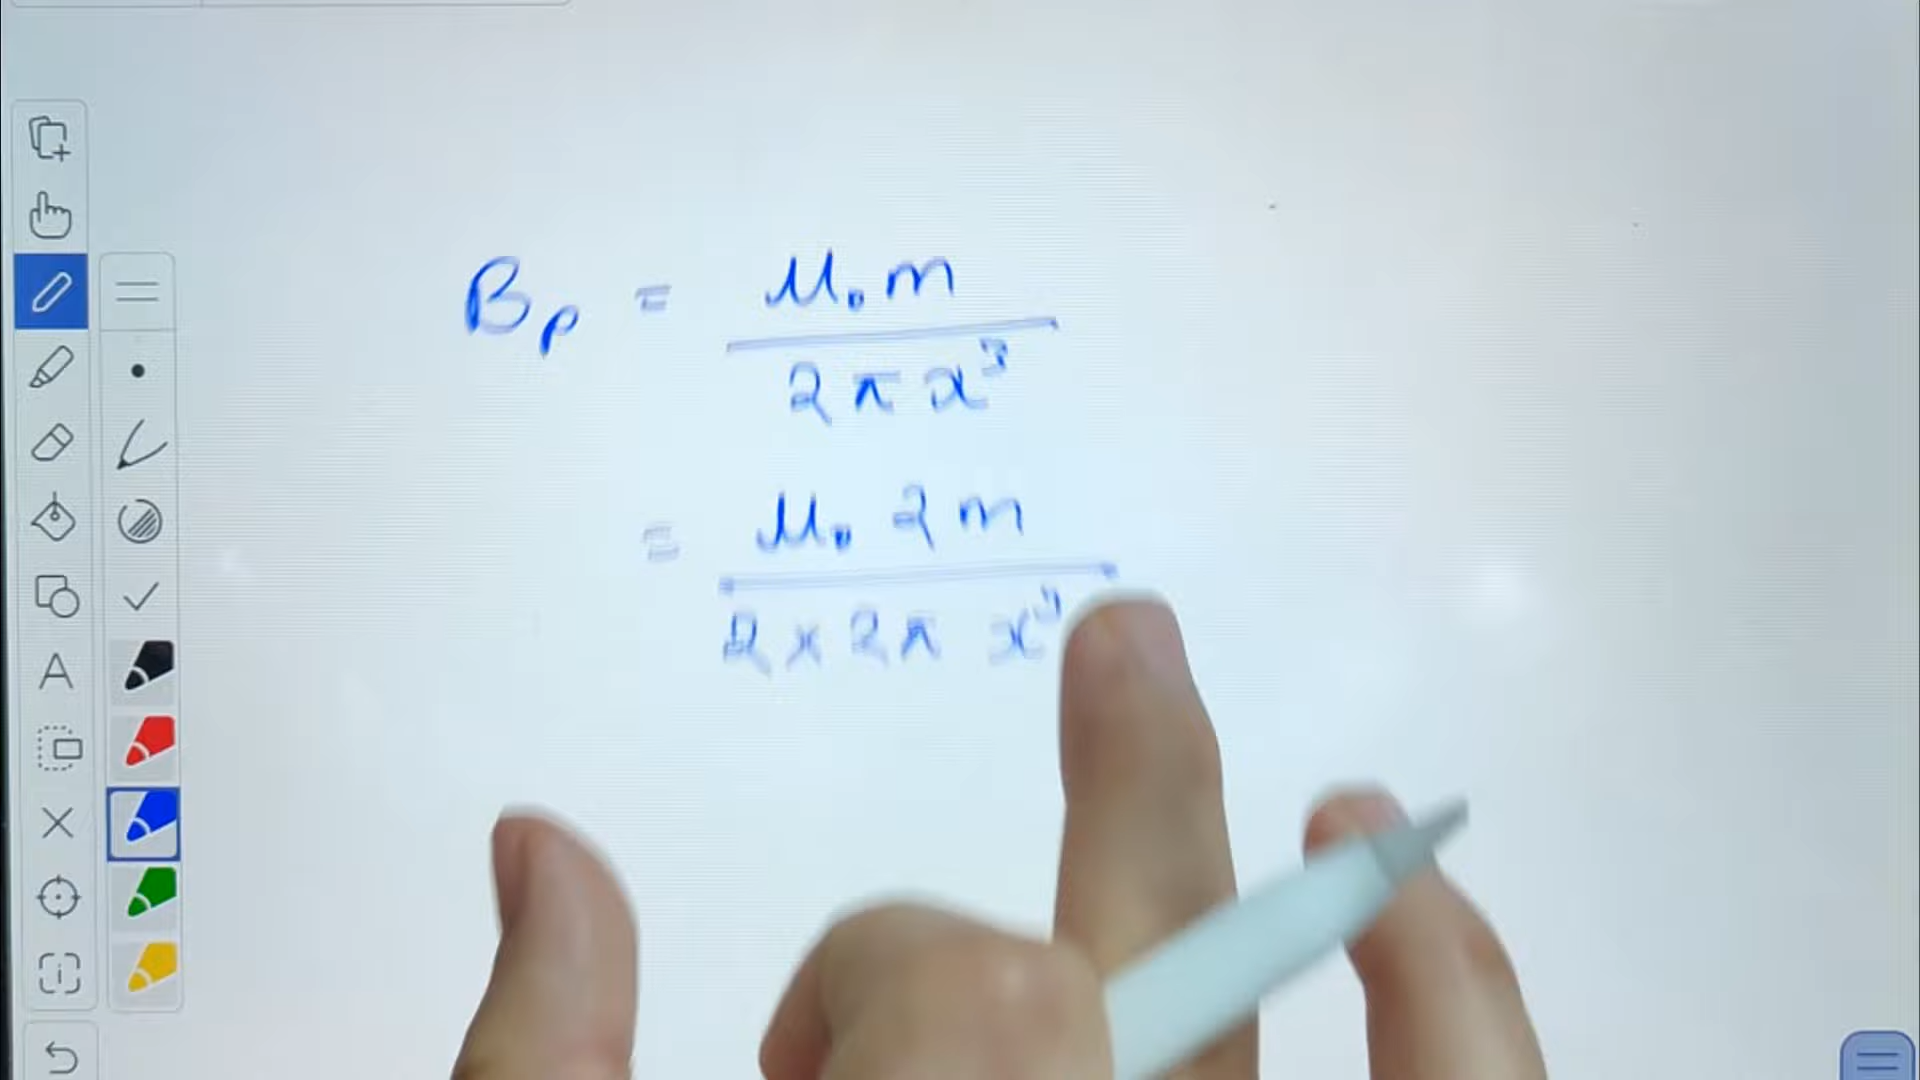 Bp = μ₀m / 2πx³
= μ₀ 2m / 2 × 2π x³
A